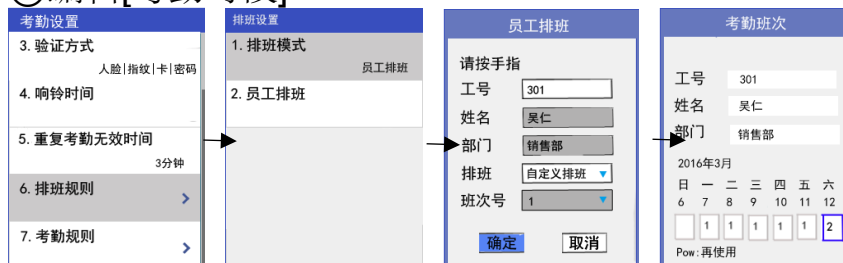 考勤设置
3. 验证方式
人脸|指纹|卡|密码
4. 响铃时间
5. 重复考勤无效时间
3分钟
6. 排班规则
7. 考勤规则
排班设置
1. 排班模式
员工排班
2. 员工排班
员工排班
请按手指
工号 301
姓名 吴仁
部门 销售部
排班 自定义排班
班次号 1
确定 取消
考勤班次
工号 301
姓名 吴仁
部门 销售部
2016年3月
日 一 二 三 四 五 六
6 7 8 9 10 11 12
1 1 1 1 1 2
Pow:再使用